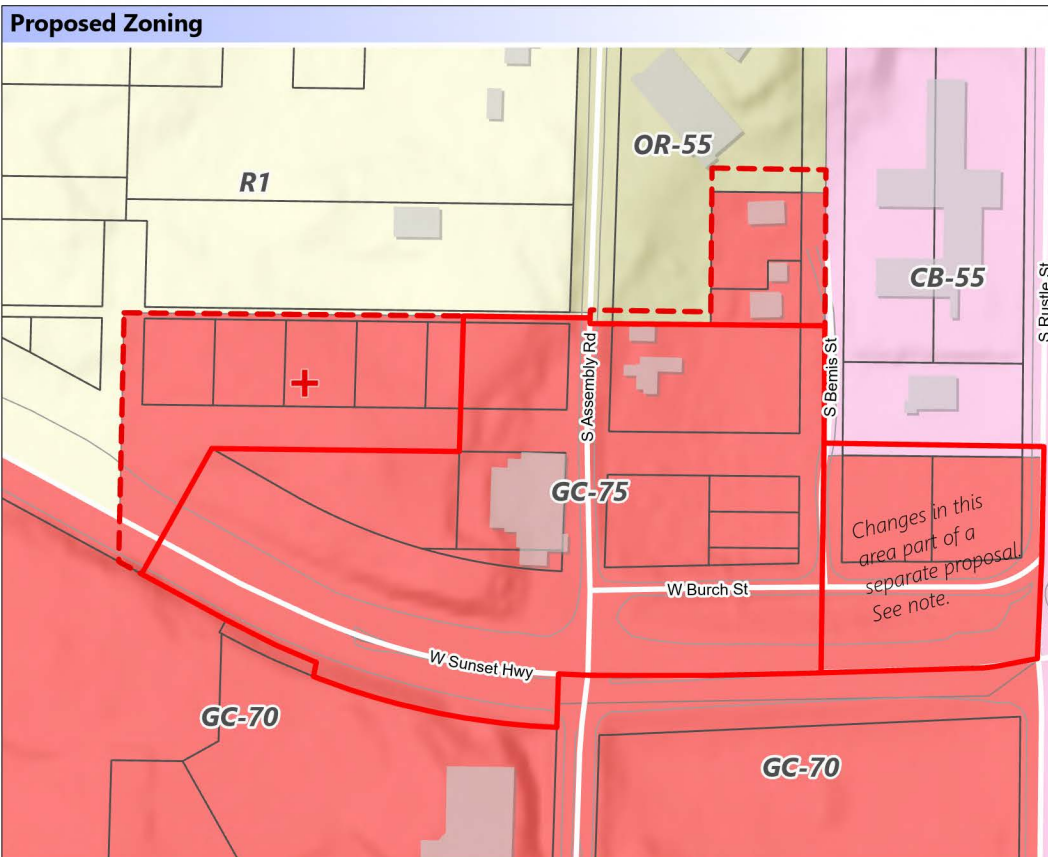 Proposed Zoning
OR-55
R1
CB-55
S Rustle St
S Assembly Rd
S Bemis St
GC-75
Changes in this
area part of a
separate proposal.
See note.
W Burch St
W Sunset Hwy
GC-70
GC-70